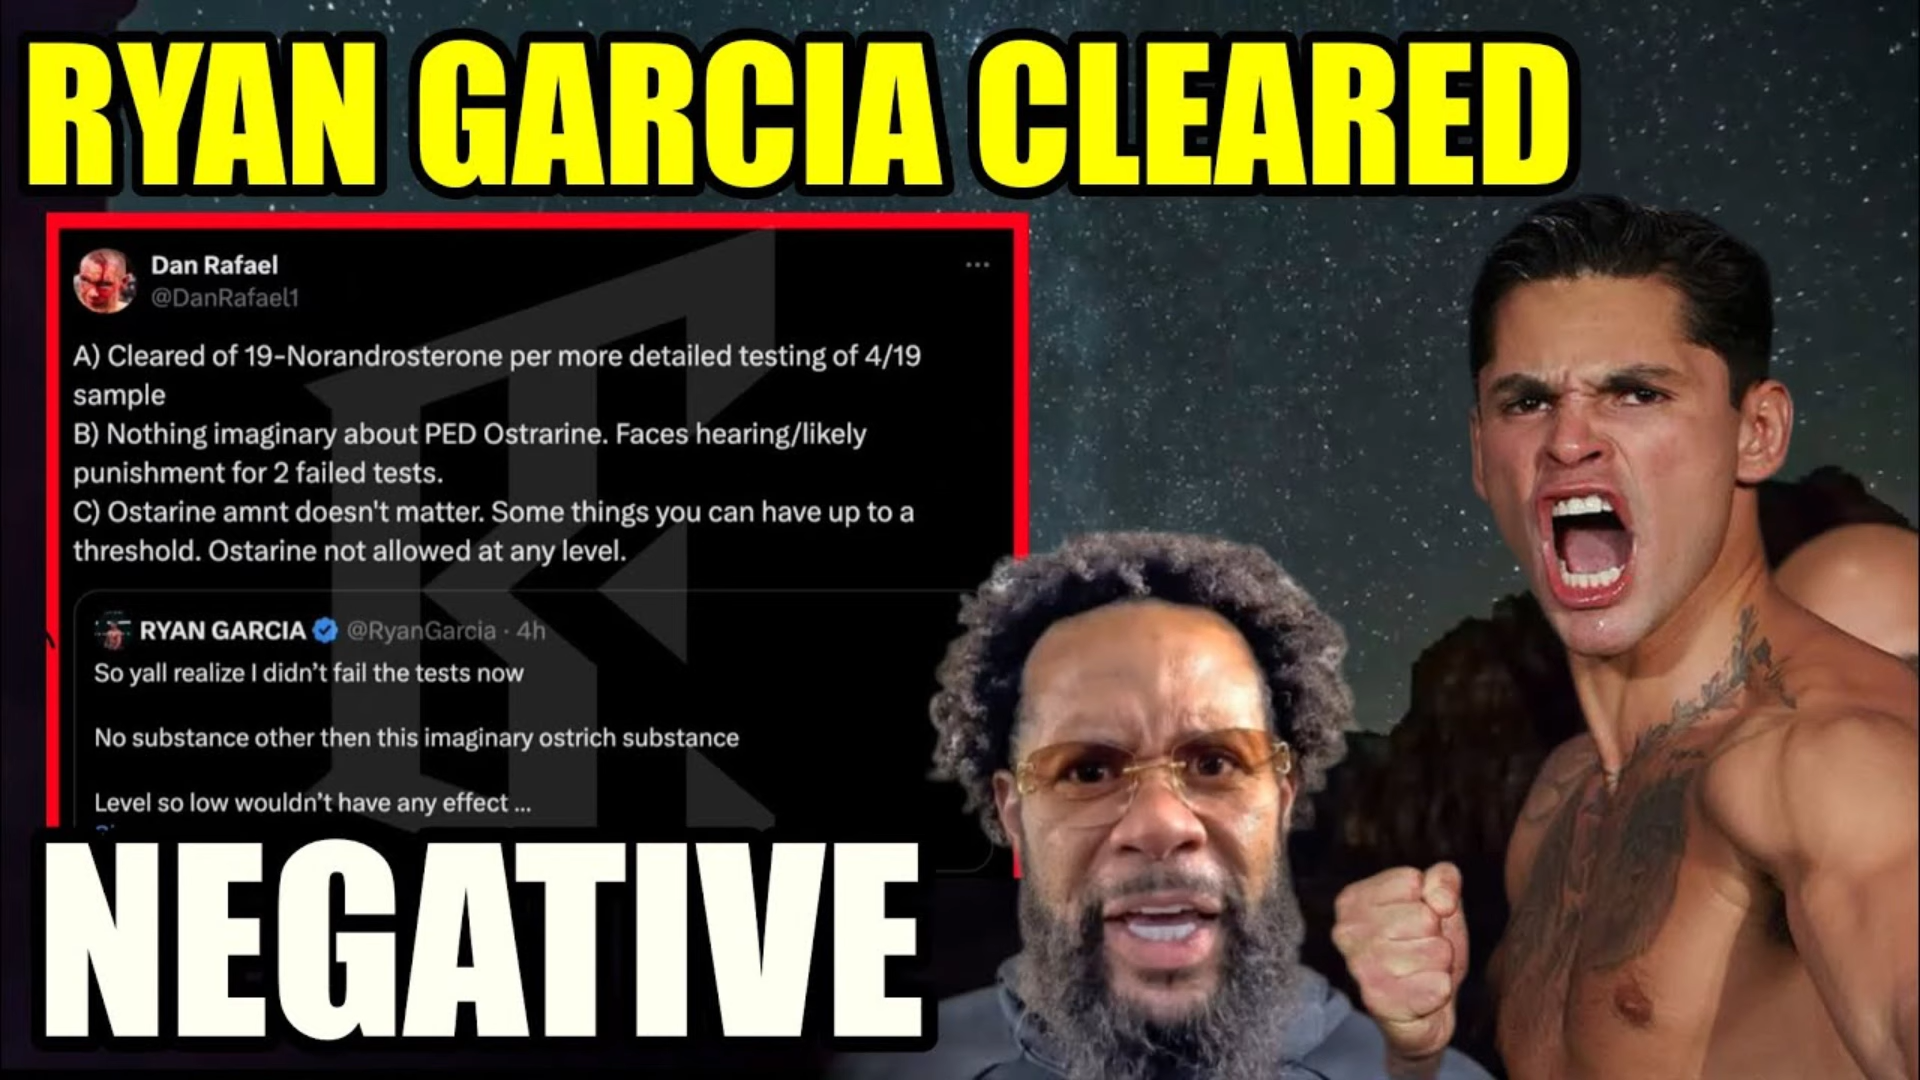 RYAN GARCIA CLEARED
Dan Rafael
@DanRafael1
A) Cleared of 19-Norandrosterone per more detailed testing of 4/19
sample
B) Nothing imaginary about PED Ostrarine. Faces hearing/likely
punishment for 2 failed tests.
C) Ostarine amnt doesn't matter. Some things you can have up to a
threshold. Ostarine not allowed at any level.
RYAN GARCIA @RyanGarcia · 4h
So yall realize I didn't fail the tests now
No substance other then this imaginary ostrich substance
Level so low wouldn't have any effect ...
NEGATIVE